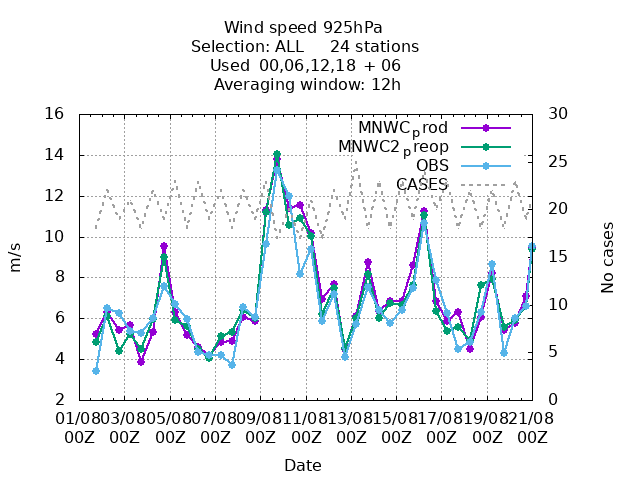 Wind speed 925hPa
Selection: ALL 24 stations
Used 00,06,12,18 + 06
Averaging window: 12h
16 30
14 25
12 20
10 15
8 10
6 5
4 0
2
m/s
No cases
MNWCprod
MNWC2preop
OBS
CASES
01/08 03/08 05/08 07/08 09/08 11/08 13/08 15/08 17/08 19/08 21/08
00Z 00Z 00Z 00Z 00Z 00Z 00Z 00Z 00Z 00Z 00Z
Date